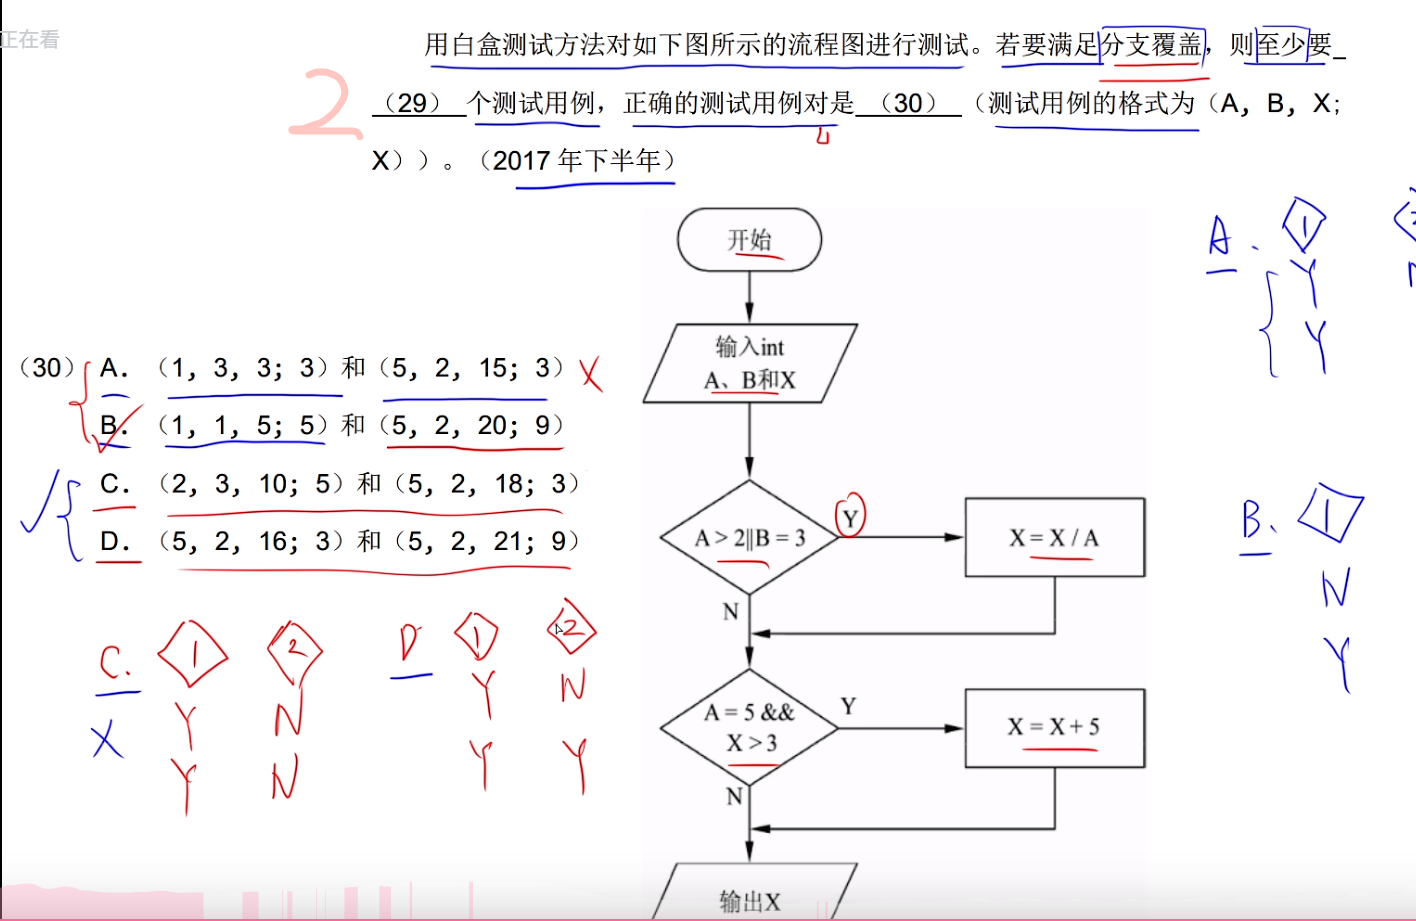 正在看
用白盒测试方法对如下图所示的流程图进行测试。若要满足分支覆盖，则至少要_
（29） 个测试用例，正确的测试用例对是 （30） （测试用例的格式为（A，B，X；
X））。（2017 年下半年）
2
开始
输入int
A、B和X
A > 2||B = 3
Y
X = X / A
N
A = 5 &&
X > 3
Y
X = X + 5
N
输出X
（30） A. （1，3，3；3）和（5，2，15；3） X
B. （1，1，5；5）和（5，2，20；9）
C. （2，3，10；5）和（5，2，18；3）
D. （5，2，16；3）和（5，2，21；9）
C. 1 2
Y N
X
Y N
D 1 2
Y N
Y Y
A. 1
Y
Y
B. 1
N
Y